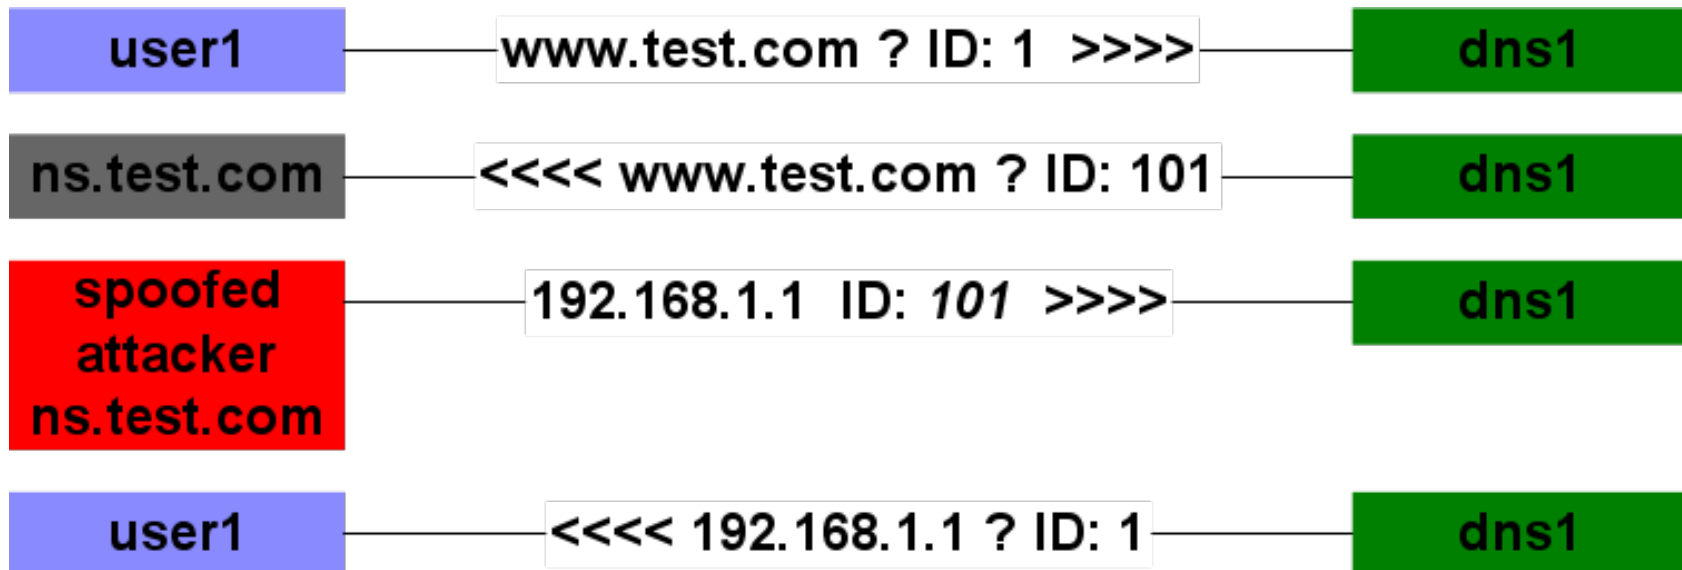 user1 www.test.com ? ID: 1 >>>> dns1
ns.test.com <<<< www.test.com ? ID: 101 dns1
spoofed 192.168.1.1 ID: 101 >>>> dns1
attacker
ns.test.com
user1 <<<< 192.168.1.1 ? ID: 1 dns1